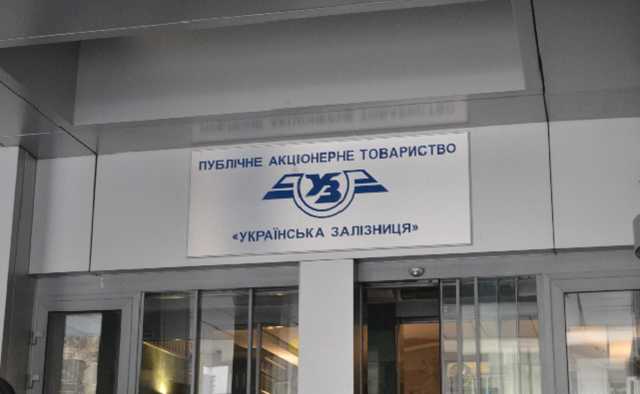 ПУБЛІЧНЕ АКЦІОНЕРНЕ ТОВАРИСТВО
УЗ
«УКРАЇНСЬКА ЗАЛІЗНИЦЯ»